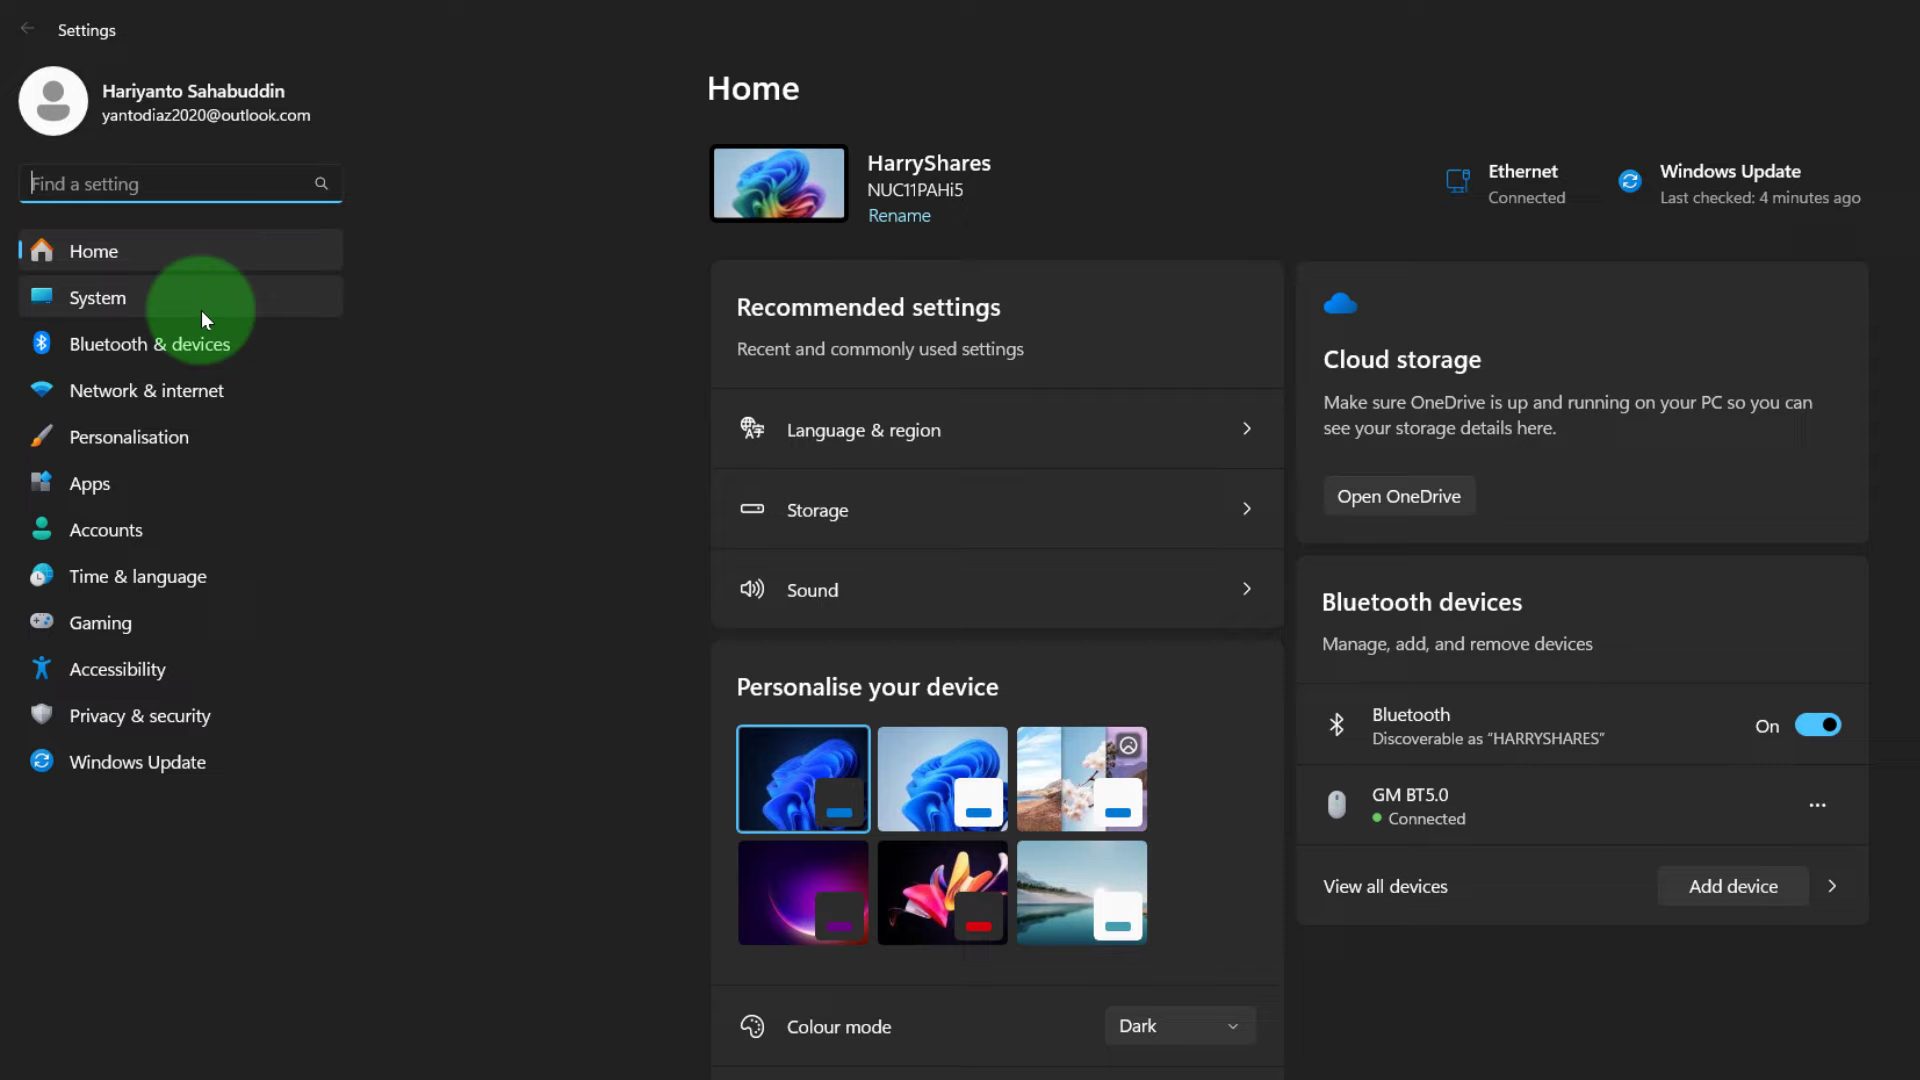 Settings
Hariyanto Sahabuddin
yantodiaz2020@outlook.com
Find a setting
Home
System
Bluetooth & devices
Network & internet
Personalisation
Apps
Accounts
Time & language
Gaming
Accessibility
Privacy & security
Windows Update
Home
HarryShares
NUC11PAHi5
Rename
Ethernet
Connected
Windows Update
Last checked: 4 minutes ago
Recommended settings
Recent and commonly used settings
Language & region
Storage
Sound
Personalise your device
Colour mode
Dark
Cloud storage
Make sure OneDrive is up and running on your PC so you can
see your storage details here.
Open OneDrive
Bluetooth devices
Manage, add, and remove devices
Bluetooth
Discoverable as “HARRYSHARES”
On
GM BT5.0
Connected
View all devices
Add device